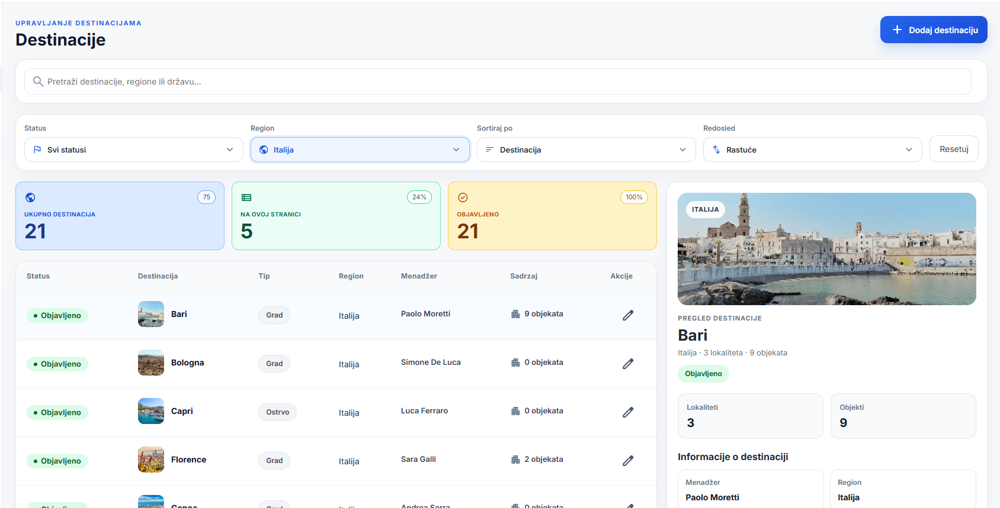 UPRAVLJANJE DESTINACIJAMA
Destinacije
Dodaj destinaciju
Pretraži destinacije, regione ili državu...
Status
Region
Sortiraj po
Redosled
Svi statusi
Italija
Destinacija
Rastuće
Resetuj
75
UKUPNO DESTINACIJA
21
24%
NA OVOJ STRANICI
5
100%
OBJAVLJENO
21
Status Destinacija Tip Region Menadžer Sadrzaj Akcije
Objavljeno Bari Grad Italija Paolo Moretti 9 objekata
Objavljeno Bologna Grad Italija Simone De Luca 0 objekata
Objavljeno Capri Ostrvo Italija Luca Ferraro 0 objekata
Objavljeno Florence Grad Italija Sara Galli 2 objekata
Objavljeno Genoa Grad Italija Andrea Serra 0 objekata
ITALIJA
PREGLED DESTINACIJE
Bari
Italija · 3 lokaliteta · 9 objekata
Objavljeno
Lokaliteti
3
Objekti
9
Informacije o destinaciji
Menadžer
Paolo Moretti
Region
Italija